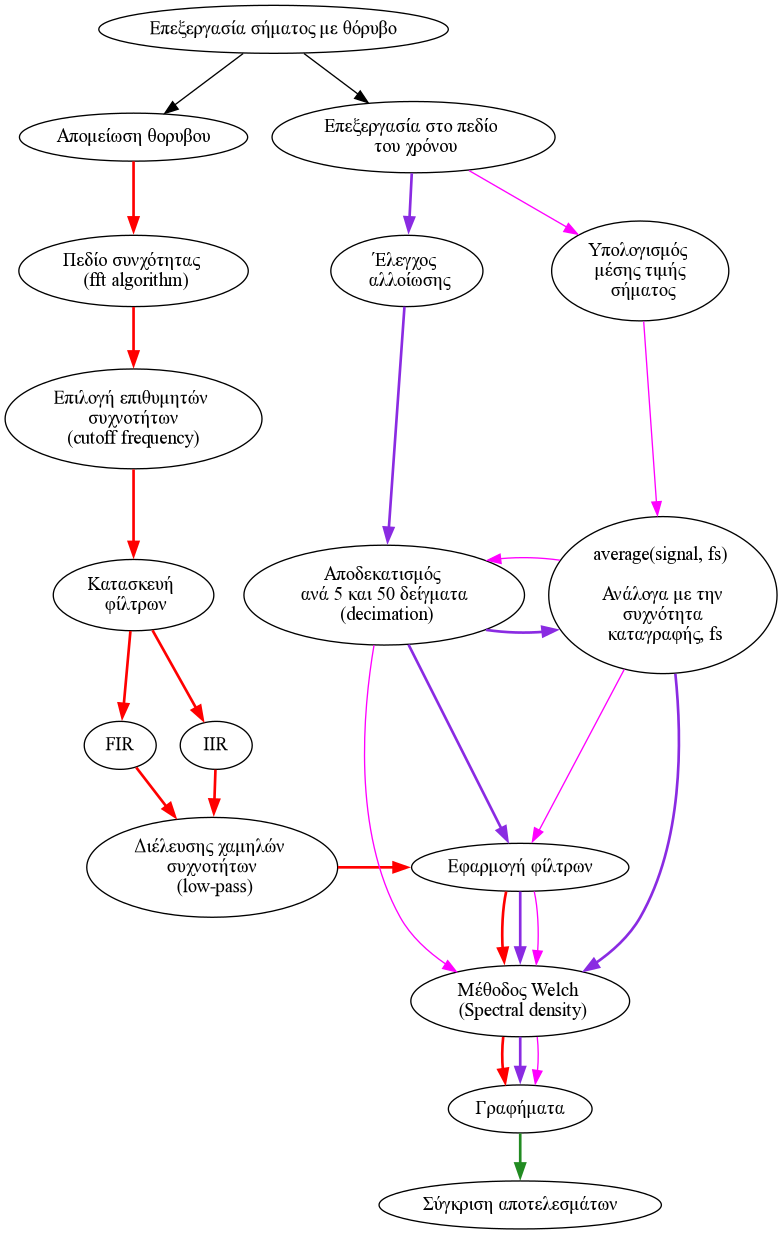 Επεξεργασία σήματος με θόρυβο
Απομείωση θορυβου
Επεξεργασία στο πεδίο
του χρόνου
Πεδίο συνχότητας
(fft algorithm)
Έλεγχος
αλλοίωσης
Υπολογισμός
μέσης τιμής
σήματος
Επιλογή επιθυμητών
συχνοτήτων
(cutoff frequency)
Κατασκευή
φίλτρων
Αποδεκατισμός
ανά 5 και 50 δείγματα
(decimation)
average(signal, fs)
Ανάλογα με την
συχνότητα
καταγραφής, fs
FIR
IIR
Διέλευσης χαμηλών
συχνοτήτων
(low-pass)
Εφαρμογή φίλτρων
Μέθοδος Welch
(Spectral density)
Γραφήματα
Σύγκριση αποτελεσμάτων